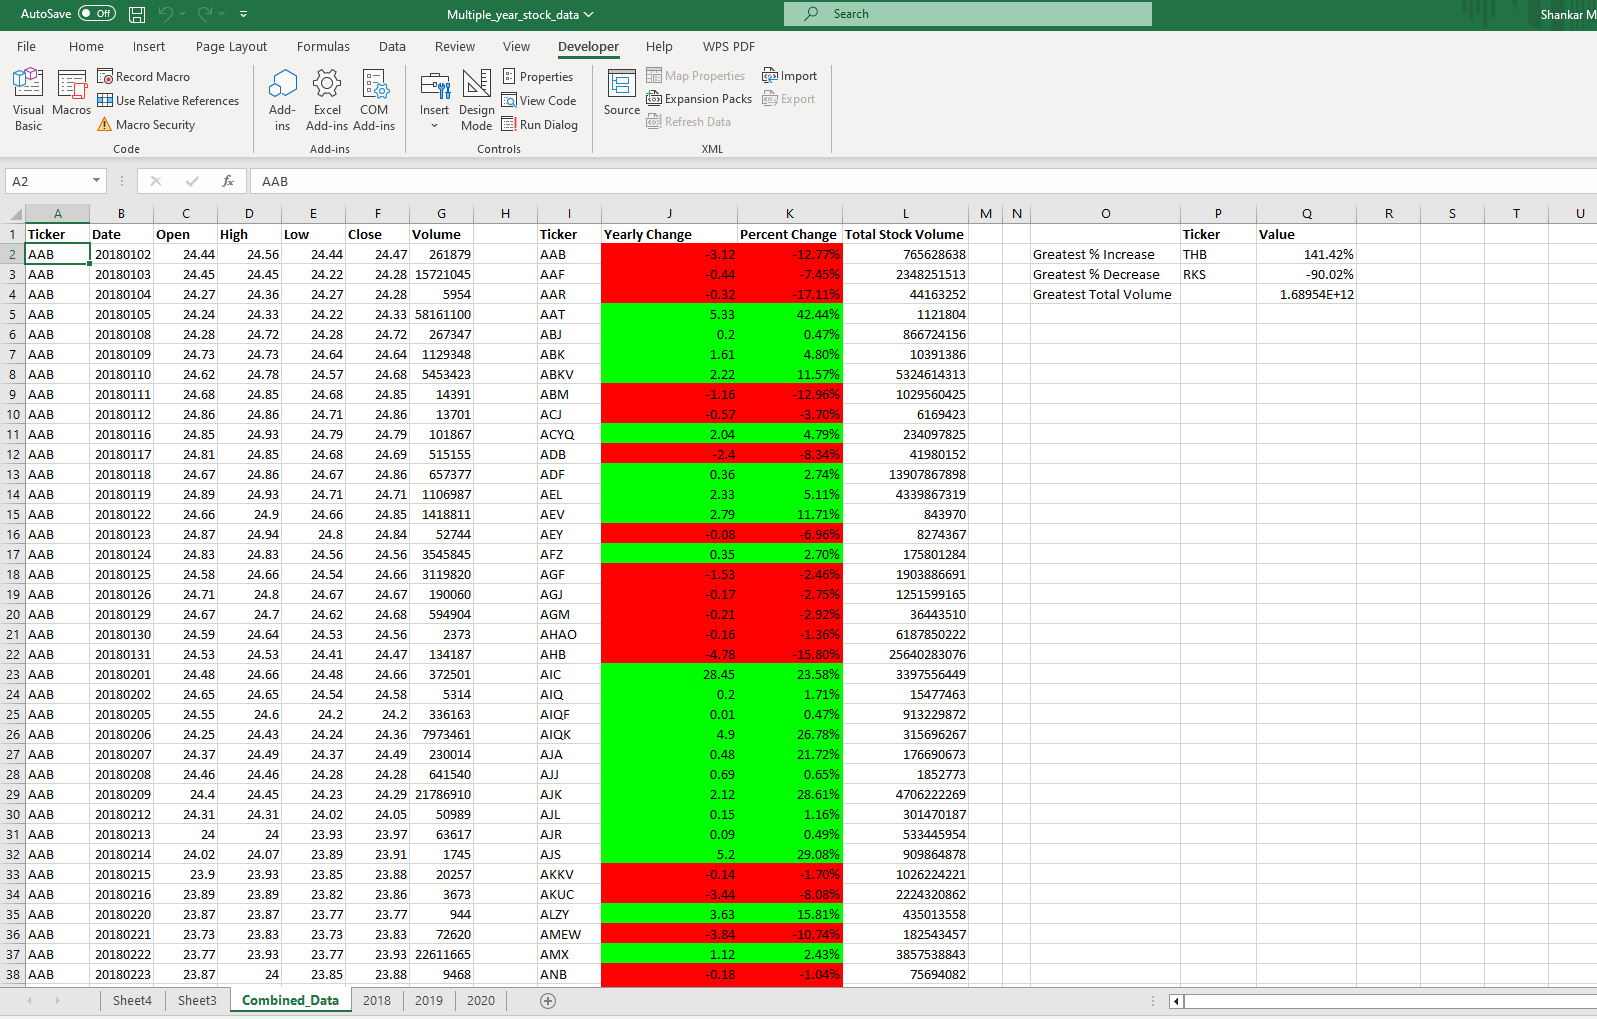 AutoSave Off Multiple_year_stock_data Search Shankar M
File Home Insert Page Layout Formulas Data Review View Developer Help WPS PDF
Visual Basic Macros Record Macro Use Relative References Macro Security Code
Add-ins Excel Add-ins COM Add-ins Add-ins
Insert Design Mode Properties View Code Run Dialog Controls
Source Map Properties Expansion Packs Refresh Data Import Export XML
A2 fx AAB
A B C D E F G H I J K L M N O P Q R S T U
1 Ticker Date Open High Low Close Volume Ticker Yearly Change Percent Change Total Stock Volume Ticker Value
2 AAB 20180102 24.44 24.56 24.44 24.47 261879 AAB -3.12 -12.77% 765628638 Greatest % Increase THB 141.42%
3 AAB 20180103 24.45 24.45 24.22 24.28 15721045 AAF -0.44 -7.45% 2348251513 Greatest % Decrease RKS -90.02%
4 AAB 20180104 24.27 24.36 24.27 24.28 5954 AAR -0.32 -17.11% 44163252 Greatest Total Volume 1.68954E+12
5 AAB 20180105 24.24 24.33 24.22 24.33 58161100 AAT 5.33 42.44% 1121804
6 AAB 20180108 24.28 24.72 24.28 24.72 267347 ABJ 0.2 0.47% 866724156
7 AAB 20180109 24.73 24.73 24.64 24.64 1129348 ABK 1.61 4.80% 10391386
8 AAB 20180110 24.62 24.78 24.57 24.68 5453423 ABKV 2.22 11.57% 5324614313
9 AAB 20180111 24.68 24.85 24.68 24.85 14391 ABM -1.16 -12.96% 1029560425
10 AAB 20180112 24.86 24.86 24.71 24.86 13701 ACJ -0.57 -3.70% 6169423
11 AAB 20180116 24.85 24.93 24.79 24.79 101867 ACYQ 2.04 4.79% 234097825
12 AAB 20180117 24.81 24.85 24.68 24.69 515155 ADB -2.4 -8.34% 41980152
13 AAB 20180118 24.67 24.86 24.67 24.86 657377 ADF 0.36 2.74% 13907867898
14 AAB 20180119 24.89 24.93 24.71 24.71 1106987 AEL 2.33 5.11% 4339867319
15 AAB 20180122 24.66 24.9 24.66 24.85 1418811 AEV 2.79 11.71% 843970
16 AAB 20180123 24.87 24.94 24.8 24.84 52744 AEY -0.08 -6.96% 8274367
17 AAB 20180124 24.83 24.83 24.56 24.56 3545845 AFZ 0.35 2.70% 175801284
18 AAB 20180125 24.58 24.66 24.54 24.66 3119820 AGF -1.53 -2.46% 1903886691
19 AAB 20180126 24.71 24.8 24.67 24.67 190060 AGJ -0.17 -2.75% 1251599165
20 AAB 20180129 24.67 24.7 24.62 24.68 594904 AGM -0.21 -2.92% 36443510
21 AAB 20180130 24.59 24.64 24.53 24.56 2373 AHAO -0.16 -1.36% 6187850222
22 AAB 20180131 24.53 24.53 24.41 24.47 134187 AHB -4.78 -15.80% 25640283076
23 AAB 20180201 24.48 24.66 24.48 24.66 372501 AIC 28.45 23.58% 3397556449
24 AAB 20180202 24.65 24.65 24.54 24.58 5314 AIQ 0.2 1.71% 15477463
25 AAB 20180205 24.55 24.6 24.2 24.2 336163 AIQF 0.01 0.47% 913229872
26 AAB 20180206 24.25 24.43 24.24 24.36 7973461 AIQK 4.9 26.78% 315696267
27 AAB 20180207 24.37 24.49 24.37 24.49 230014 AJA 0.48 21.72% 176690673
28 AAB 20180208 24.46 24.46 24.28 24.28 641540 AJJ 0.69 0.65% 1852773
29 AAB 20180209 24.4 24.45 24.23 24.29 21786910 AJK 2.12 28.61% 4706222269
30 AAB 20180212 24.31 24.31 24.02 24.05 50989 AJL 0.15 1.16% 301470187
31 AAB 20180213 24 24 23.93 23.97 63617 AJR 0.09 0.49% 533445954
32 AAB 20180214 24.02 24.07 23.89 23.91 1745 AJS 5.2 29.08% 909864878
33 AAB 20180215 23.9 23.93 23.85 23.88 20257 AKKV -0.14 -1.70% 1026224221
34 AAB 20180216 23.89 23.89 23.82 23.86 3673 AKUC -3.44 -8.08% 2224320862
35 AAB 20180220 23.87 23.87 23.77 23.77 944 ALZY 3.63 15.81% 435013558
36 AAB 20180221 23.73 23.83 23.73 23.83 72620 AMEW -3.84 -10.74% 182543457
37 AAB 20180222 23.77 23.93 23.77 23.93 22611665 AMX 1.12 2.43% 3857538843
38 AAB 20180223 23.87 24 23.85 23.88 9468 ANB -0.18 -1.04% 75694082
Sheet4 Sheet3 Combined_Data 2018 2019 2020